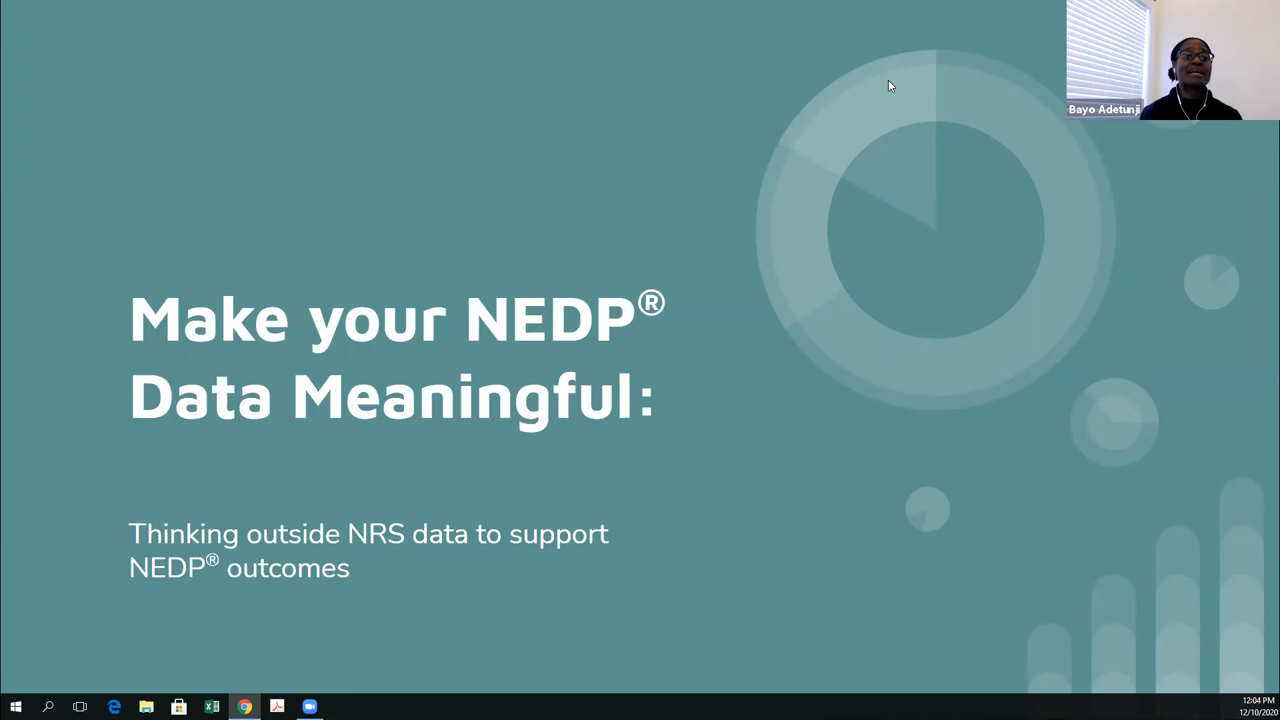 Bayo Adetunji
Make your NEDP®
Data Meaningful:
Thinking outside NRS data to support
NEDP® outcomes
12:04 PM
12/10/2020